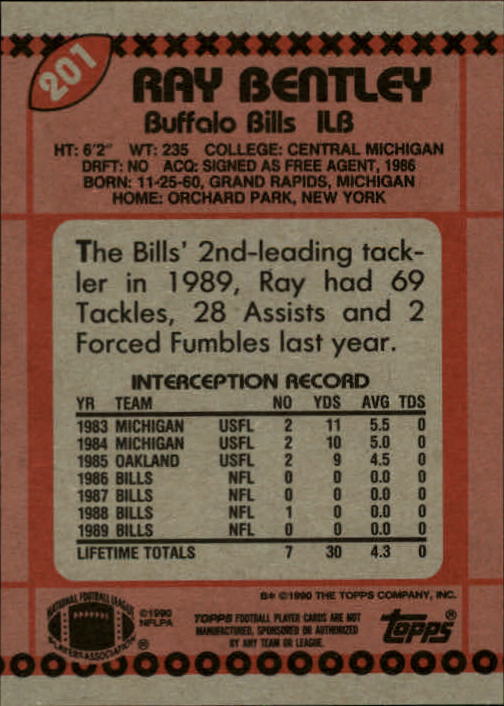 201
RAY BENTLEY
Buffalo Bills ILB
HT: 6'2" WT: 235 COLLEGE: CENTRAL MICHIGAN
DRFT: NO ACQ: SIGNED AS FREE AGENT, 1986
BORN: 11-25-60, GRAND RAPIDS, MICHIGAN
HOME: ORCHARD PARK, NEW YORK
The Bills' 2nd-leading tack-
ler in 1989, Ray had 69
Tackles, 28 Assists and 2
Forced Fumbles last year.
INTERCEPTION RECORD
YR TEAM NO YDS AVG TDS
1983 MICHIGAN USFL 2 11 5.5 0
1984 MICHIGAN USFL 2 10 5.0 0
1985 OAKLAND USFL 2 9 4.5 0
1986 BILLS NFL 0 0 0.0 0
1987 BILLS NFL 0 0 0.0 0
1988 BILLS NFL 1 0 0.0 0
1989 BILLS NFL 0 0 0.0 0
LIFETIME TOTALS 7 30 4.3 0
B* ©1990 THE TOPPS COMPANY, INC.
NATIONAL FOOTBALL LEAGUE
PLAYERS ASSOCIATION ®
©1990
NFLPA
TOPPS FOOTBALL PLAYER CARDS ARE NOT
MANUFACTURED, SPONSORED OR AUTHORIZED
BY ANY TEAM OR LEAGUE.
topps ®